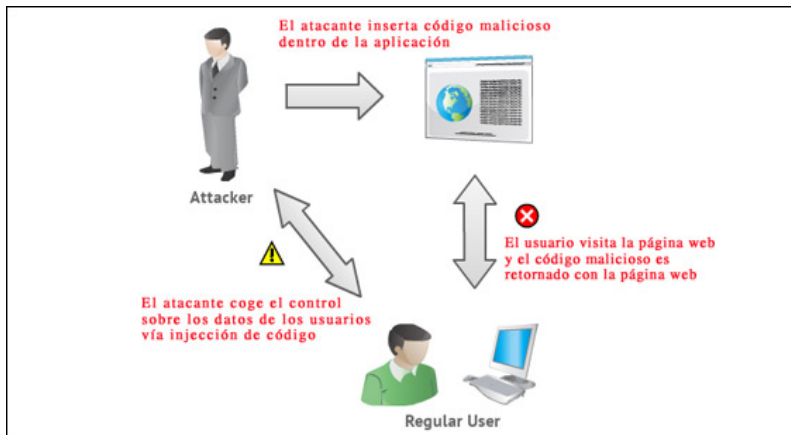 El atacante inserta código malicioso
dentro de la aplicación
Attacker
El usuario visita la página web
y el código malicioso es
retornado con la página web
El atacante coge el control
sobre los datos de los usuarios
vía injección de código
Regular User